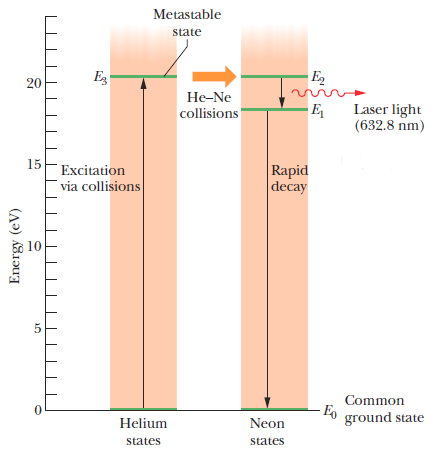 Metastable
state
E3
E2
He–Ne
collisions
E1
Laser light
(632.8 nm)
Excitation
via collisions
Rapid
decay
Energy (eV)
20
15
10
5
0
E0
Common
ground state
Helium
states
Neon
states